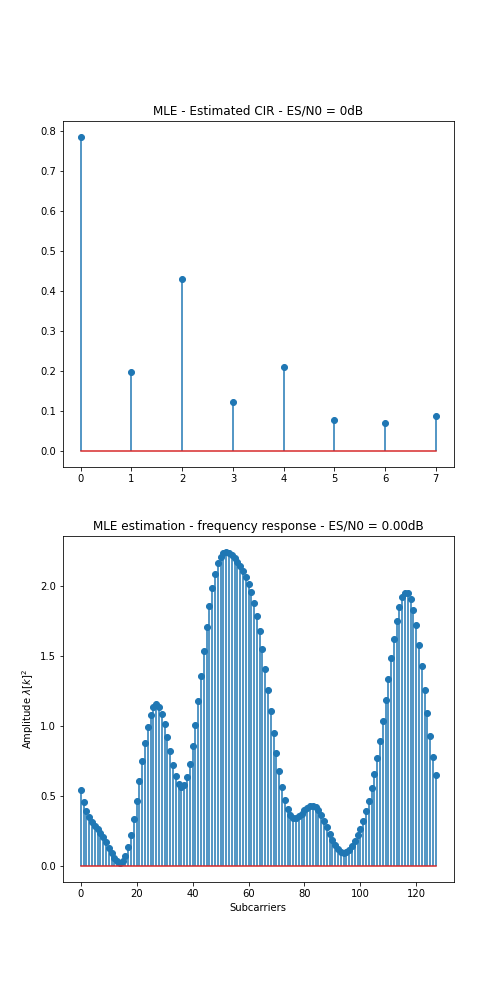 MLE - Estimated CIR - ES/N0 = 0dB
0.8
0.7
0.6
0.5
0.4
0.3
0.2
0.1
0.0
0 1 2 3 4 5 6 7
MLE estimation - frequency response - ES/N0 = 0.00dB
Amplitude λ[k]²
2.0
1.5
1.0
0.5
0.0
0 20 40 60 80 100 120
Subcarriers